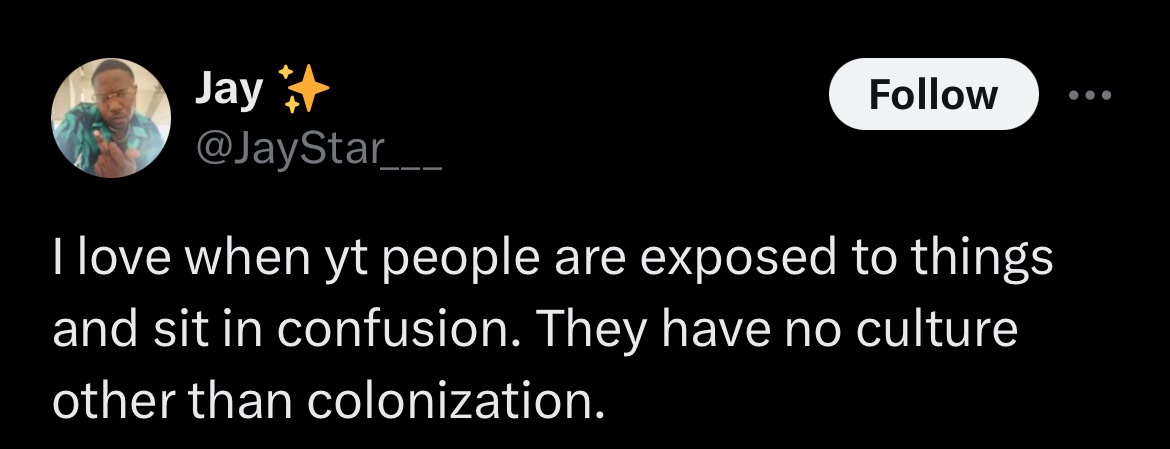 Jay ✨
@JayStar___
Follow
I love when yt people are exposed to things
and sit in confusion. They have no culture
other than colonization.